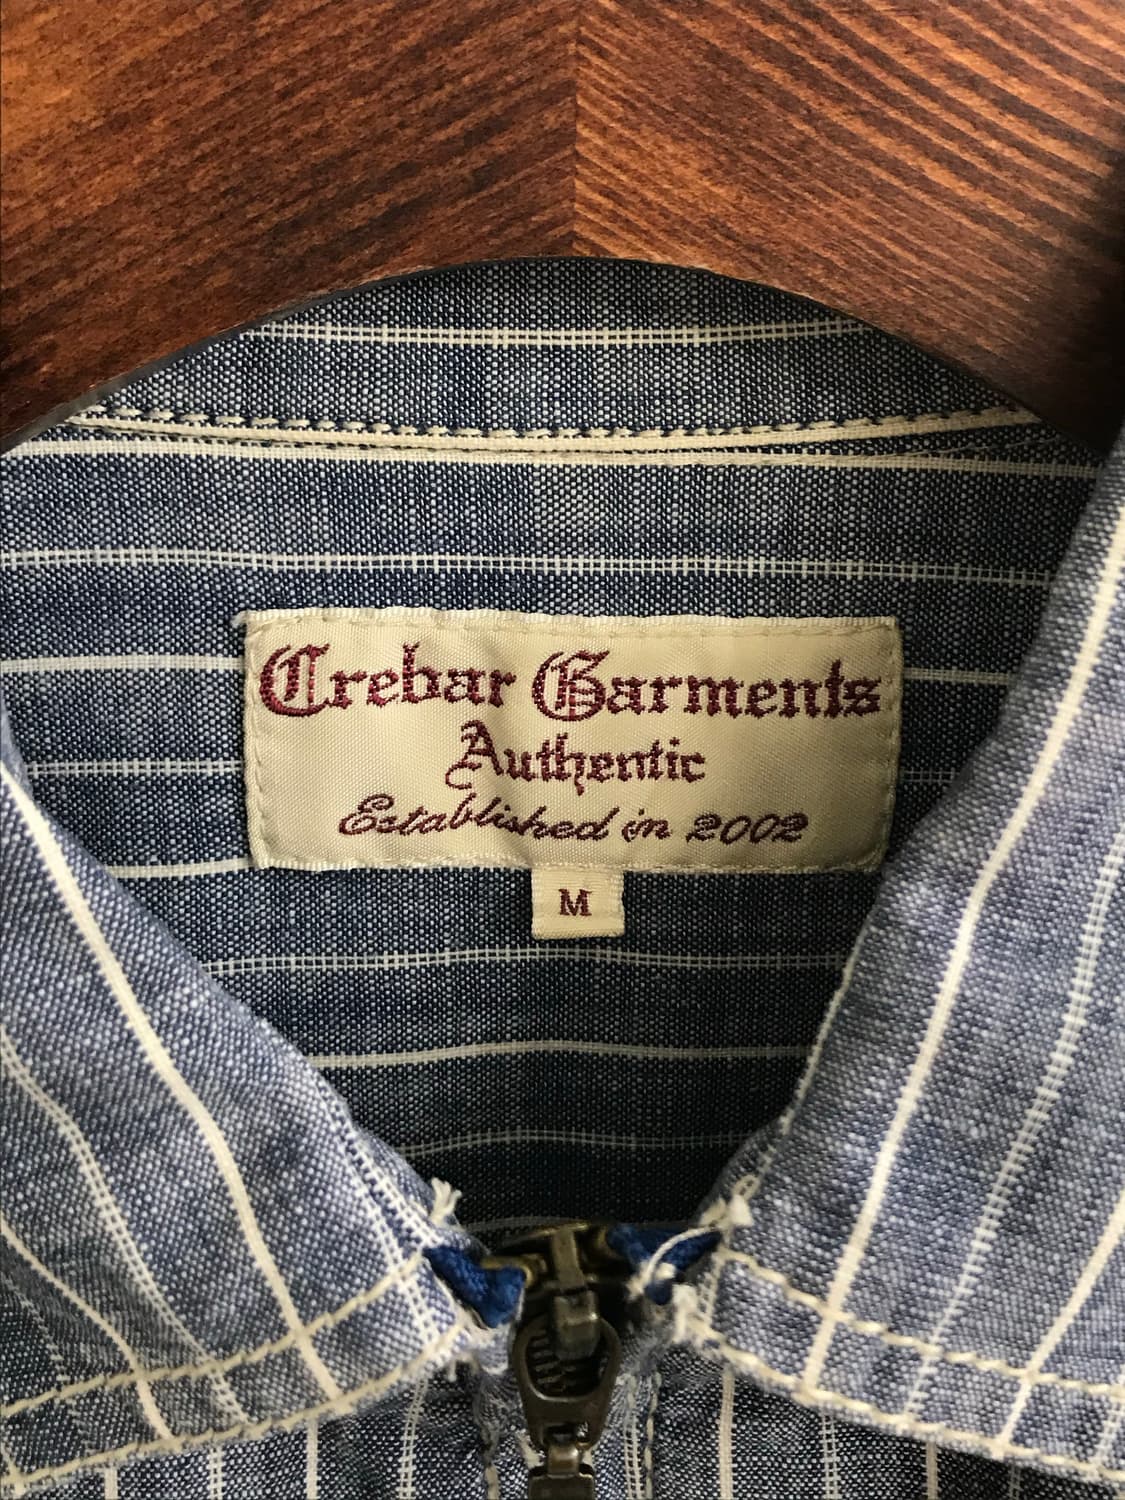 Crebar Garments
Authentic
Established in 2002
M